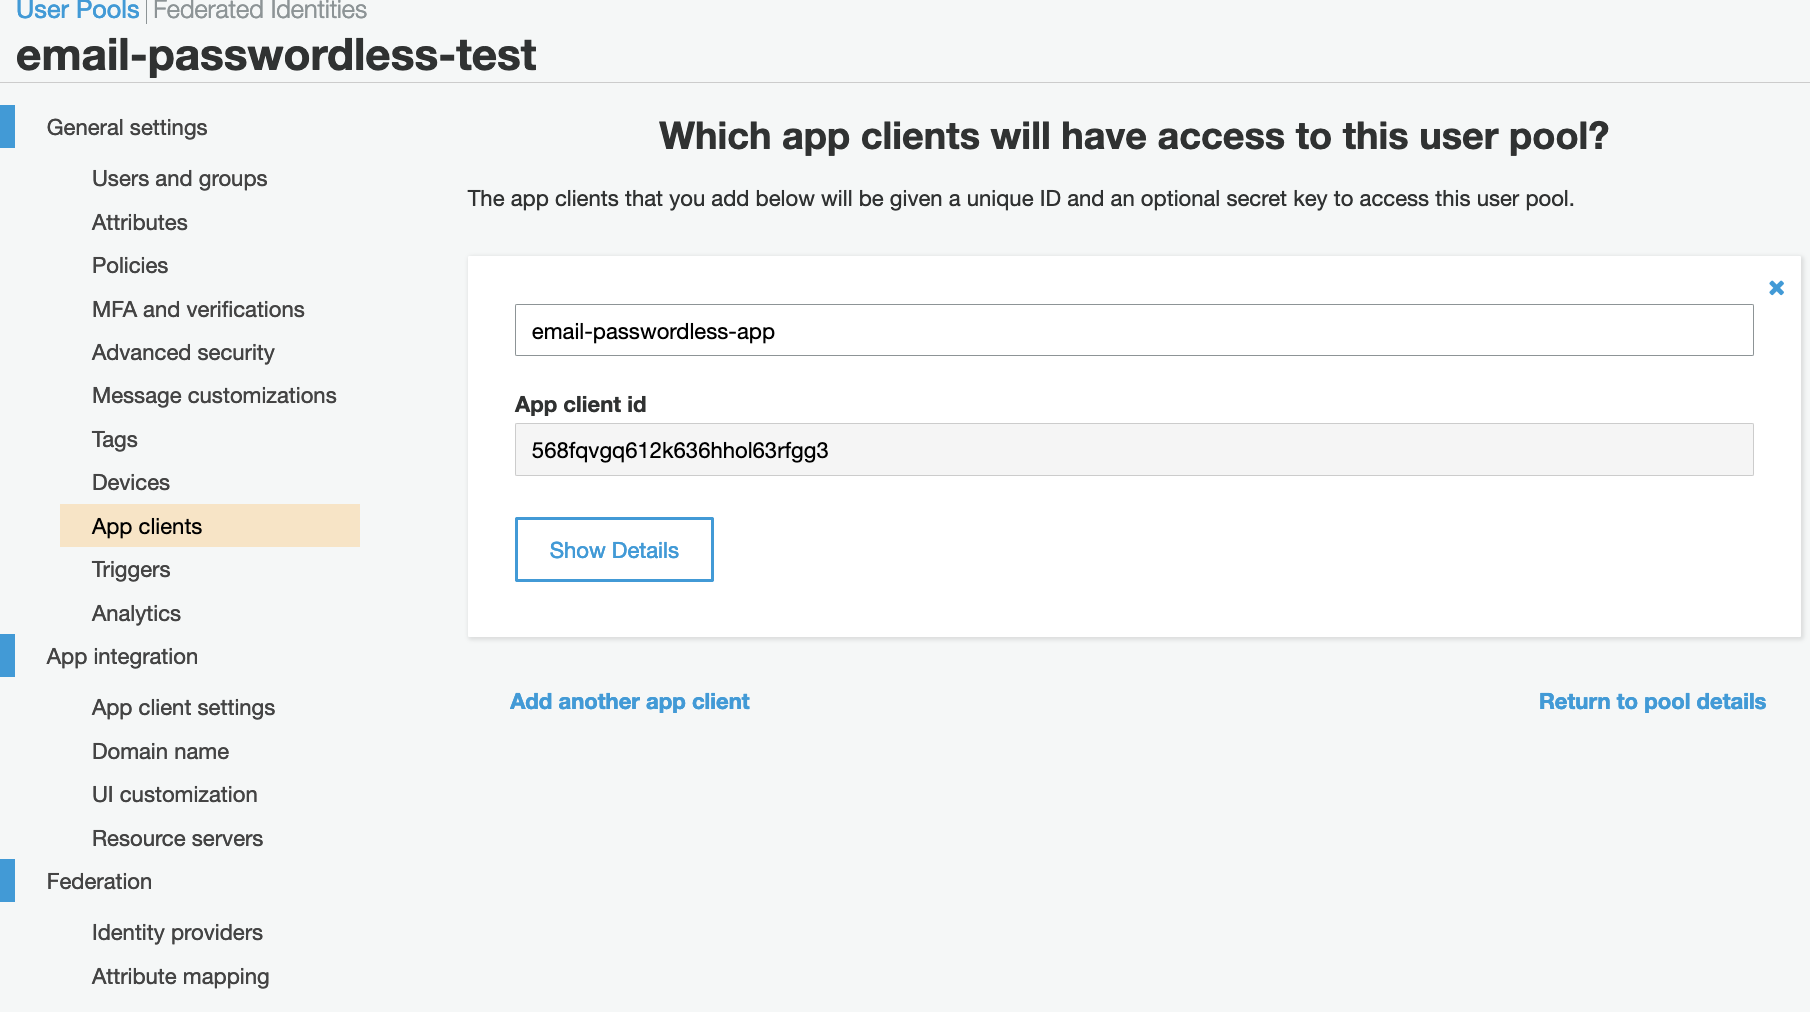 User Pools | Federated Identities
email-passwordless-test
General settings
Users and groups
Attributes
Policies
MFA and verifications
Advanced security
Message customizations
Tags
Devices
App clients
Triggers
Analytics
App integration
App client settings
Domain name
UI customization
Resource servers
Federation
Identity providers
Attribute mapping
Which app clients will have access to this user pool?
The app clients that you add below will be given a unique ID and an optional secret key to access this user pool.
email-passwordless-app
App client id
568fqvgq612k636hhol63rfgg3
Show Details
Add another app client
Return to pool details